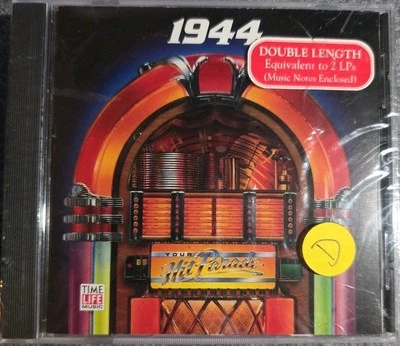 1944
DOUBLE LENGTH
Equivalent to 2 LPs
(Music Notes Enclosed)
YOUR
Hit Parade
TIME
LIFE
MUSIC
D